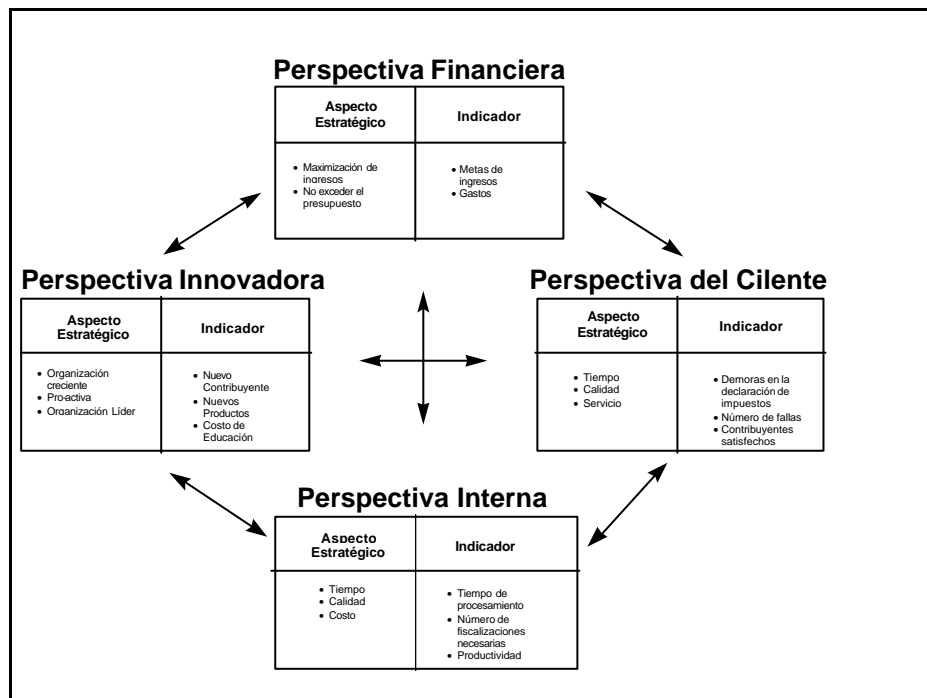 Perspectiva Financiera
Aspecto
Estratégico
Indicador
• Maximización de
ingresos
• No exceder el
presupuesto
• Metas de
ingresos
• Gastos
Perspectiva Innovadora
Aspecto
Estratégico
Indicador
• Organización
creciente
• Pro-activa
• Organización Líder
• Nuevo
Contribuyente
• Nuevos
Productos
• Costo de
Educación
Perspectiva del Cilente
Aspecto
Estratégico
Indicador
• Tiempo
• Calidad
• Servicio
• Demoras en la
declaración de
impuestos
• Número de fallas
• Contribuyentes
satisfechos
Perspectiva Interna
Aspecto
Estratégico
Indicador
• Tiempo
• Calidad
• Costo
• Tiempo de
procesamiento
• Número de
fiscalizaciones
necesarias
• Productividad